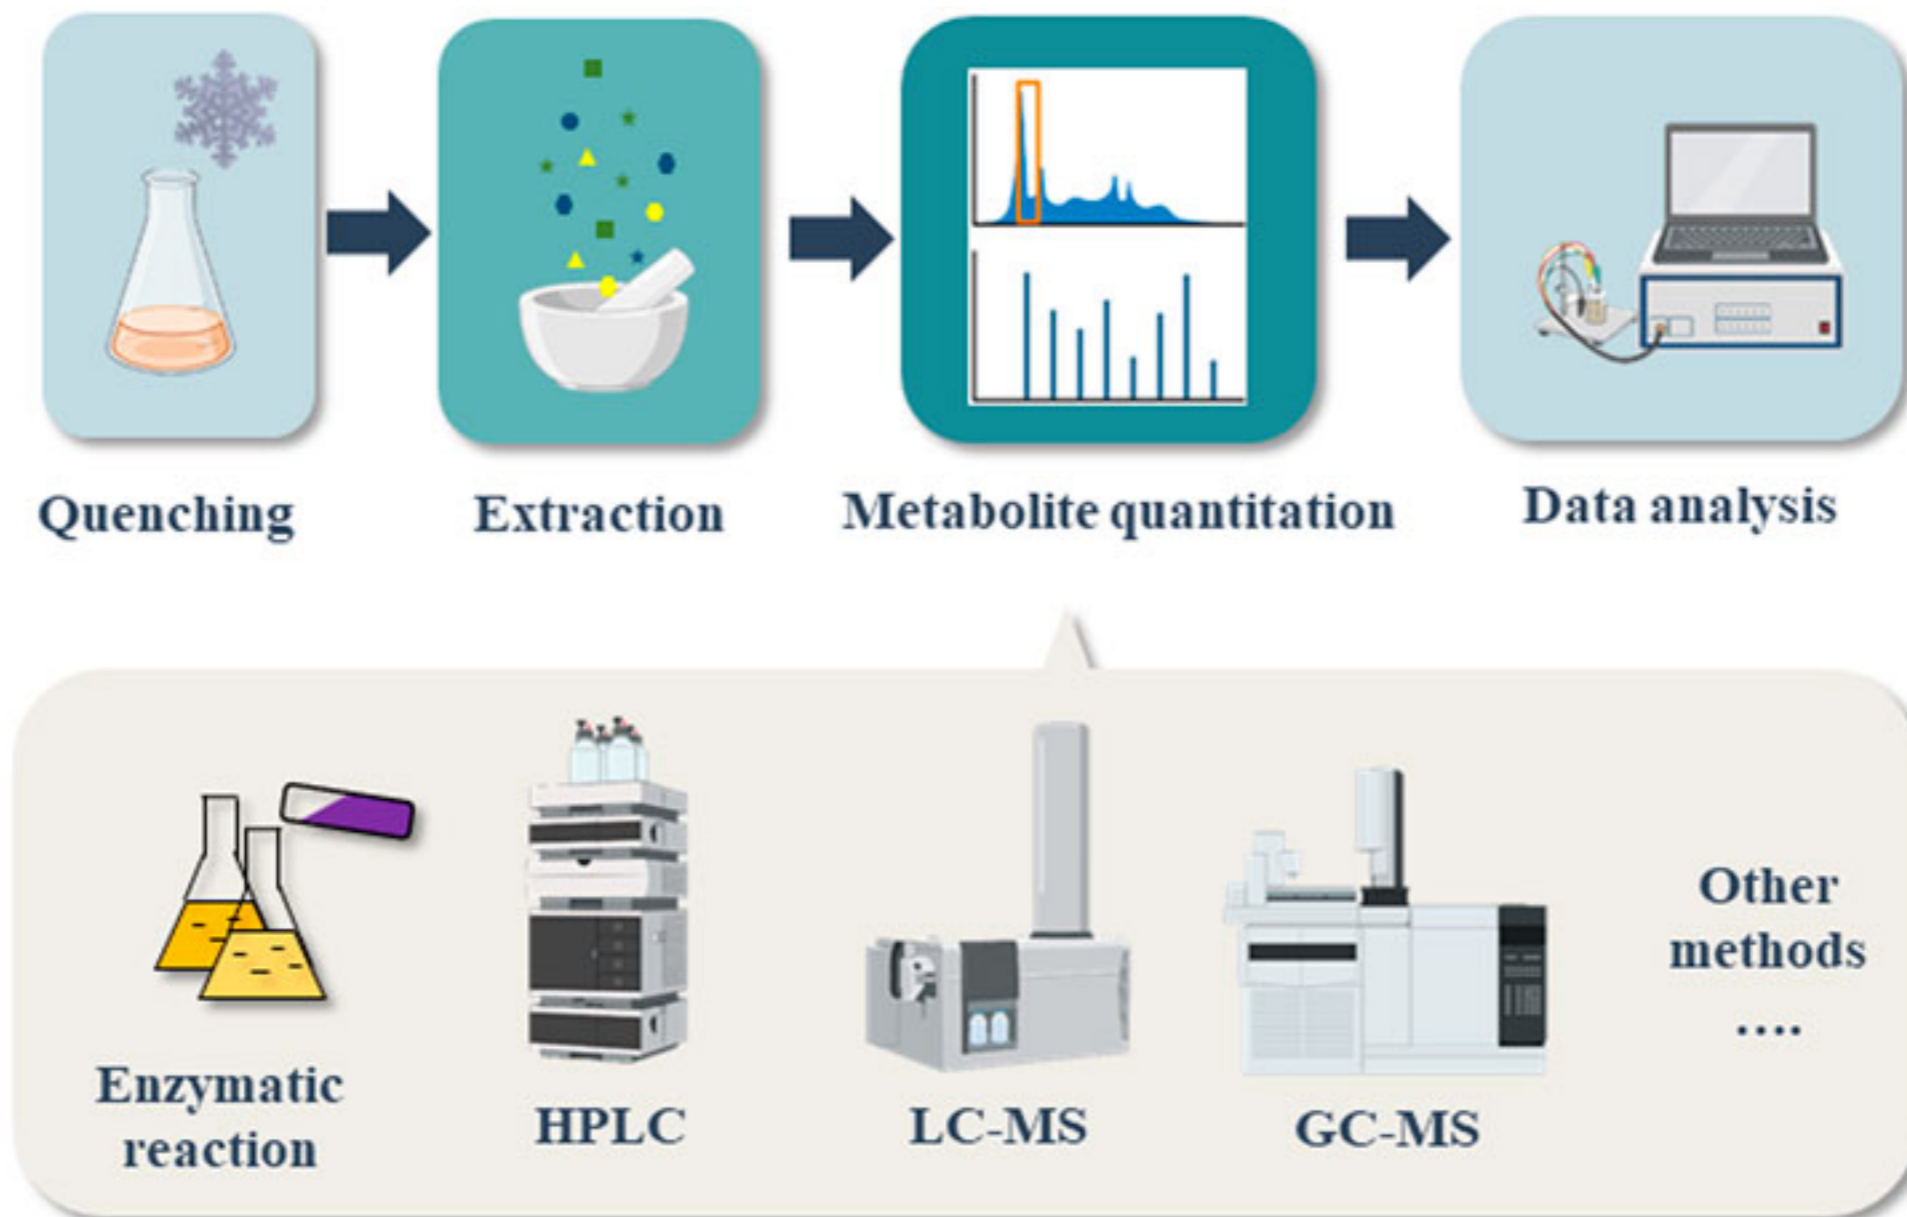 Quenching
Extraction
Metabolite quantitation
Data analysis
Enzymatic
reaction
HPLC
LC-MS
GC-MS
Other
methods
....